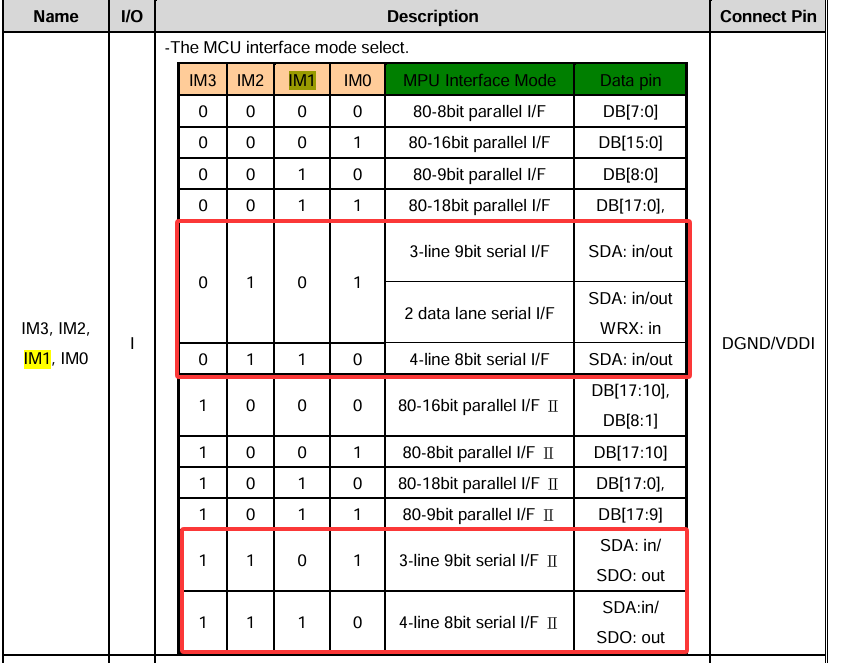 Name I/O Description Connect Pin
-The MCU interface mode select.
IM3 IM2 IM1 IM0 MPU Interface Mode Data pin
0 0 0 0 80-8bit parallel I/F DB[7:0]
0 0 0 1 80-16bit parallel I/F DB[15:0]
0 0 1 0 80-9bit parallel I/F DB[8:0]
0 0 1 1 80-18bit parallel I/F DB[17:0],
0 1 0 1 3-line 9bit serial I/F SDA: in/out
2 data lane serial I/F SDA: in/out
WRX: in
0 1 1 0 4-line 8bit serial I/F SDA: in/out
1 0 0 0 80-16bit parallel I/F Ⅱ DB[17:10],
DB[8:1]
1 0 0 1 80-8bit parallel I/F Ⅱ DB[17:10]
1 0 1 0 80-18bit parallel I/F Ⅱ DB[17:0],
1 0 1 1 80-9bit parallel I/F Ⅱ DB[17:9]
1 1 0 1 3-line 9bit serial I/F Ⅱ SDA: in/
SDO: out
1 1 1 0 4-line 8bit serial I/F Ⅱ SDA:in/
SDO: out
IM3, IM2,
IM1, IM0
I
DGND/VDDI